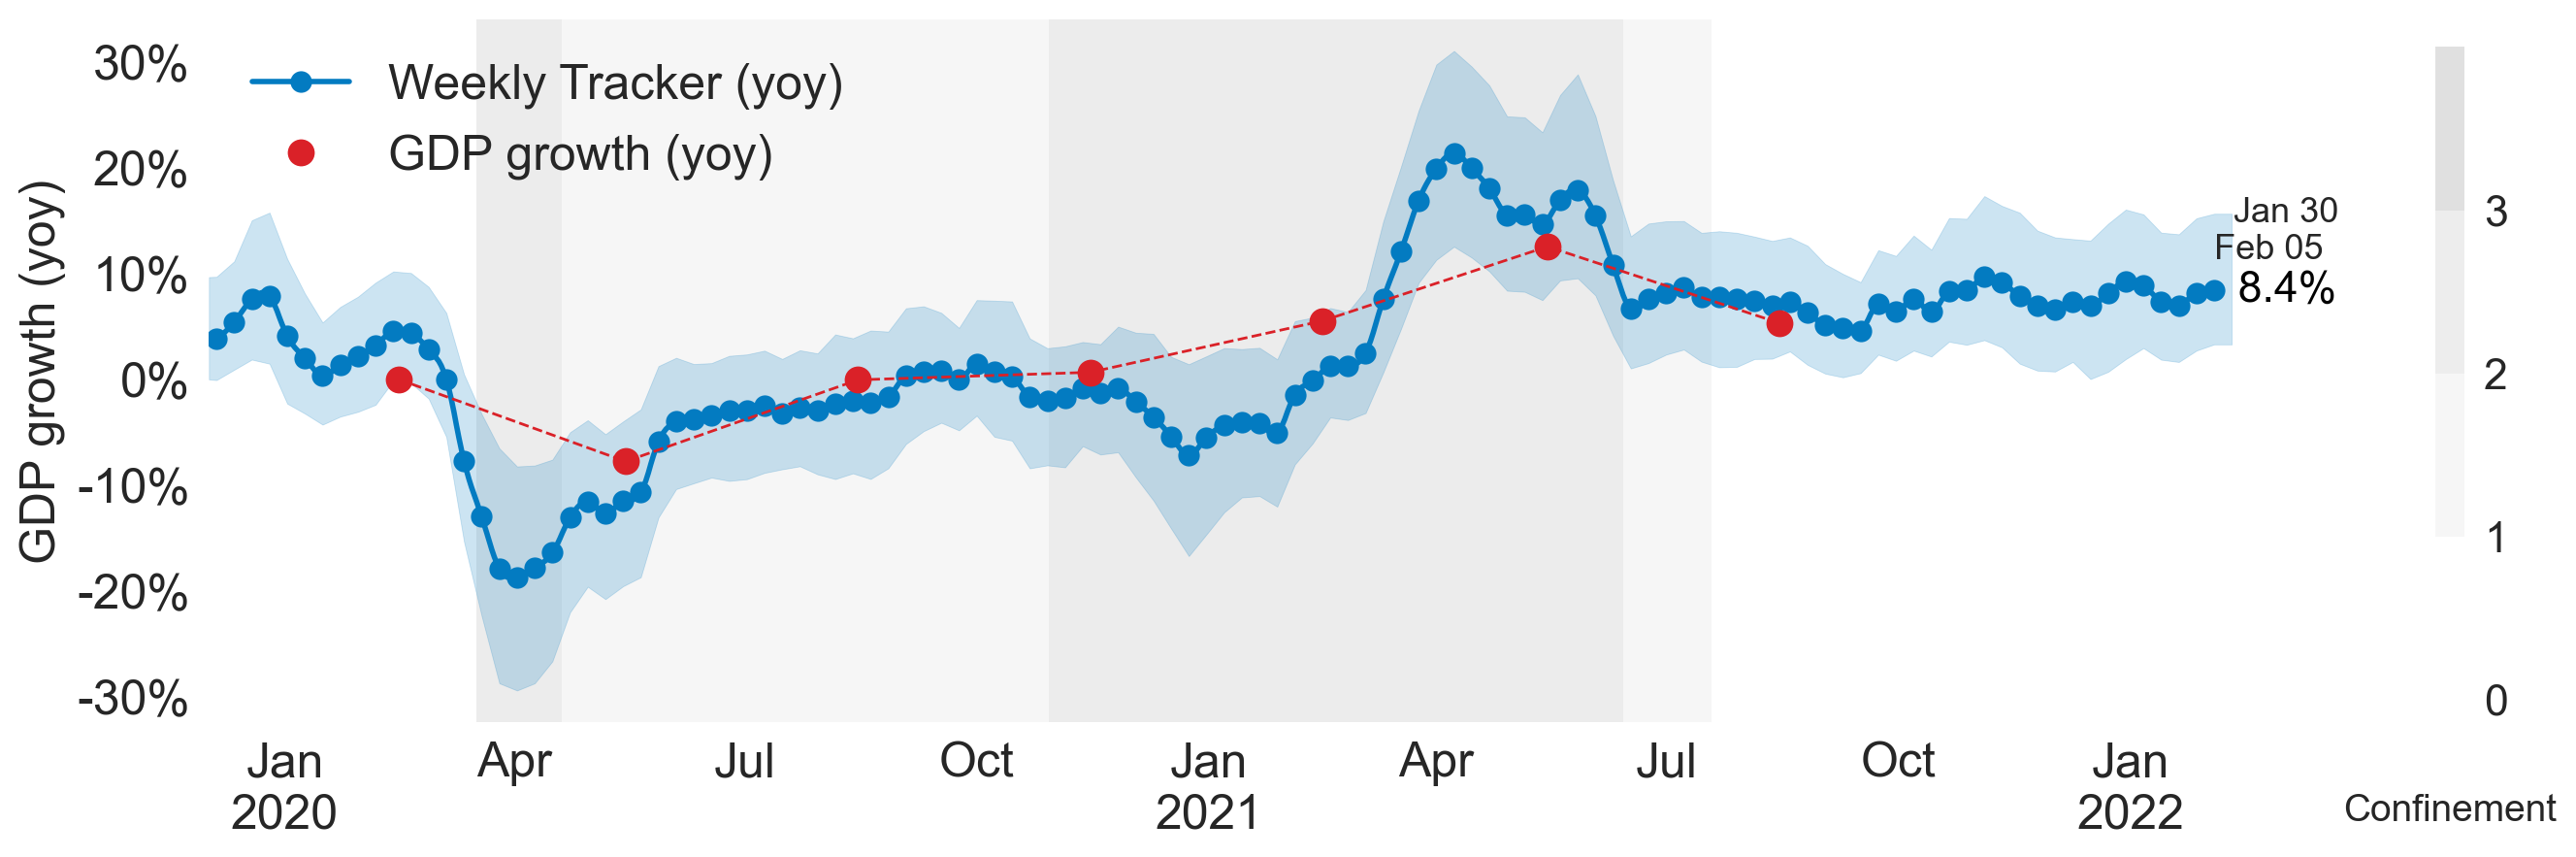 GDP growth (yoy)
30%
20%
10%
0%
-10%
-20%
-30%
Weekly Tracker (yoy)
GDP growth (yoy)
Jan 30
Feb 05
8.4%
3
2
1
0
Jan Apr Jul Oct Jan Apr Jul Oct Jan
2020 2021 2022
Confinement